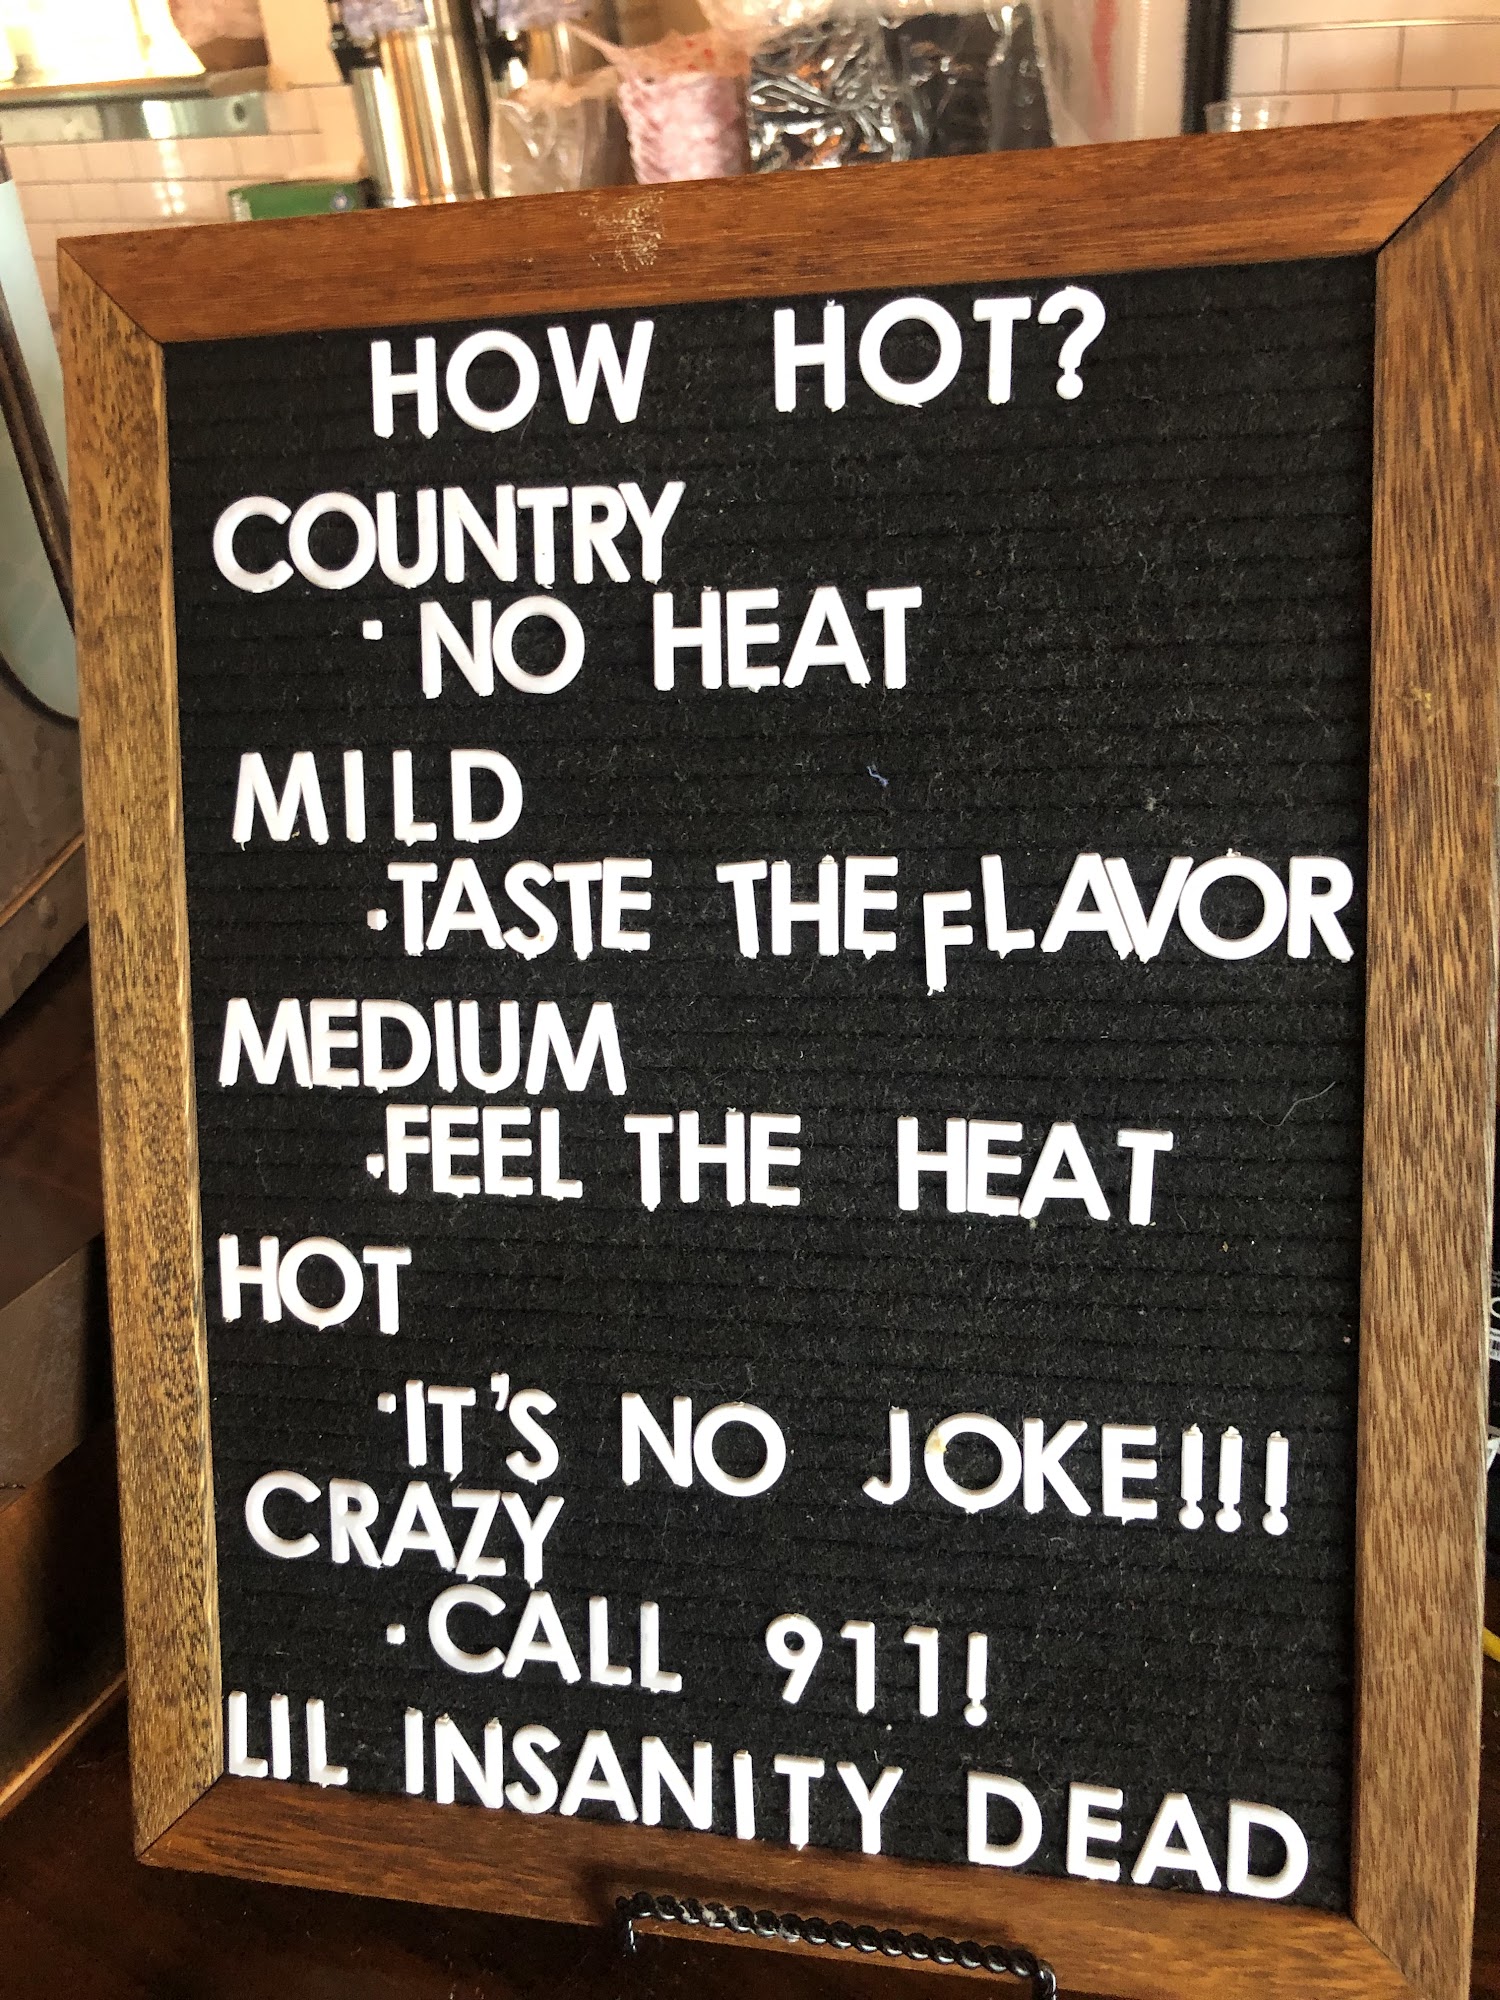 HOW HOT?
COUNTRY
· NO HEAT
MILD
·TASTE THE FLAVOR
MEDIUM
·FEEL THE HEAT
HOT
·IT'S NO JOKE!!!
CRAZY
·CALL 911!
LIL INSANITY DEAD